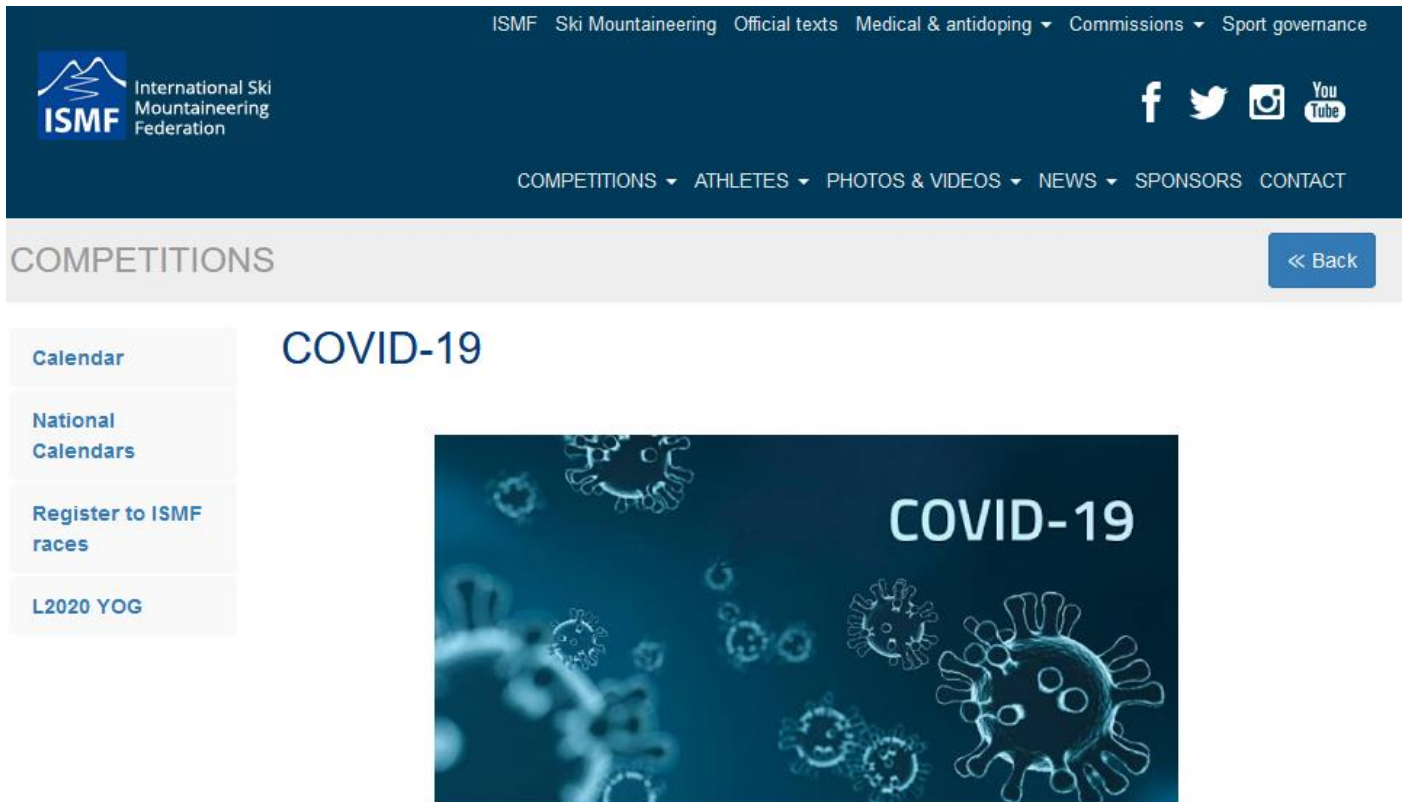 ISMF Ski Mountaineering Official texts Medical & antidoping Commissions Sport governance
International Ski
Mountaineering
Federation
ISMF
f You
Tube
COMPETITIONS ATHLETES PHOTOS & VIDEOS NEWS SPONSORS CONTACT
COMPETITIONS
≪ Back
Calendar
National
Calendars
Register to ISMF
races
L2020 YOG
COVID-19
COVID-19